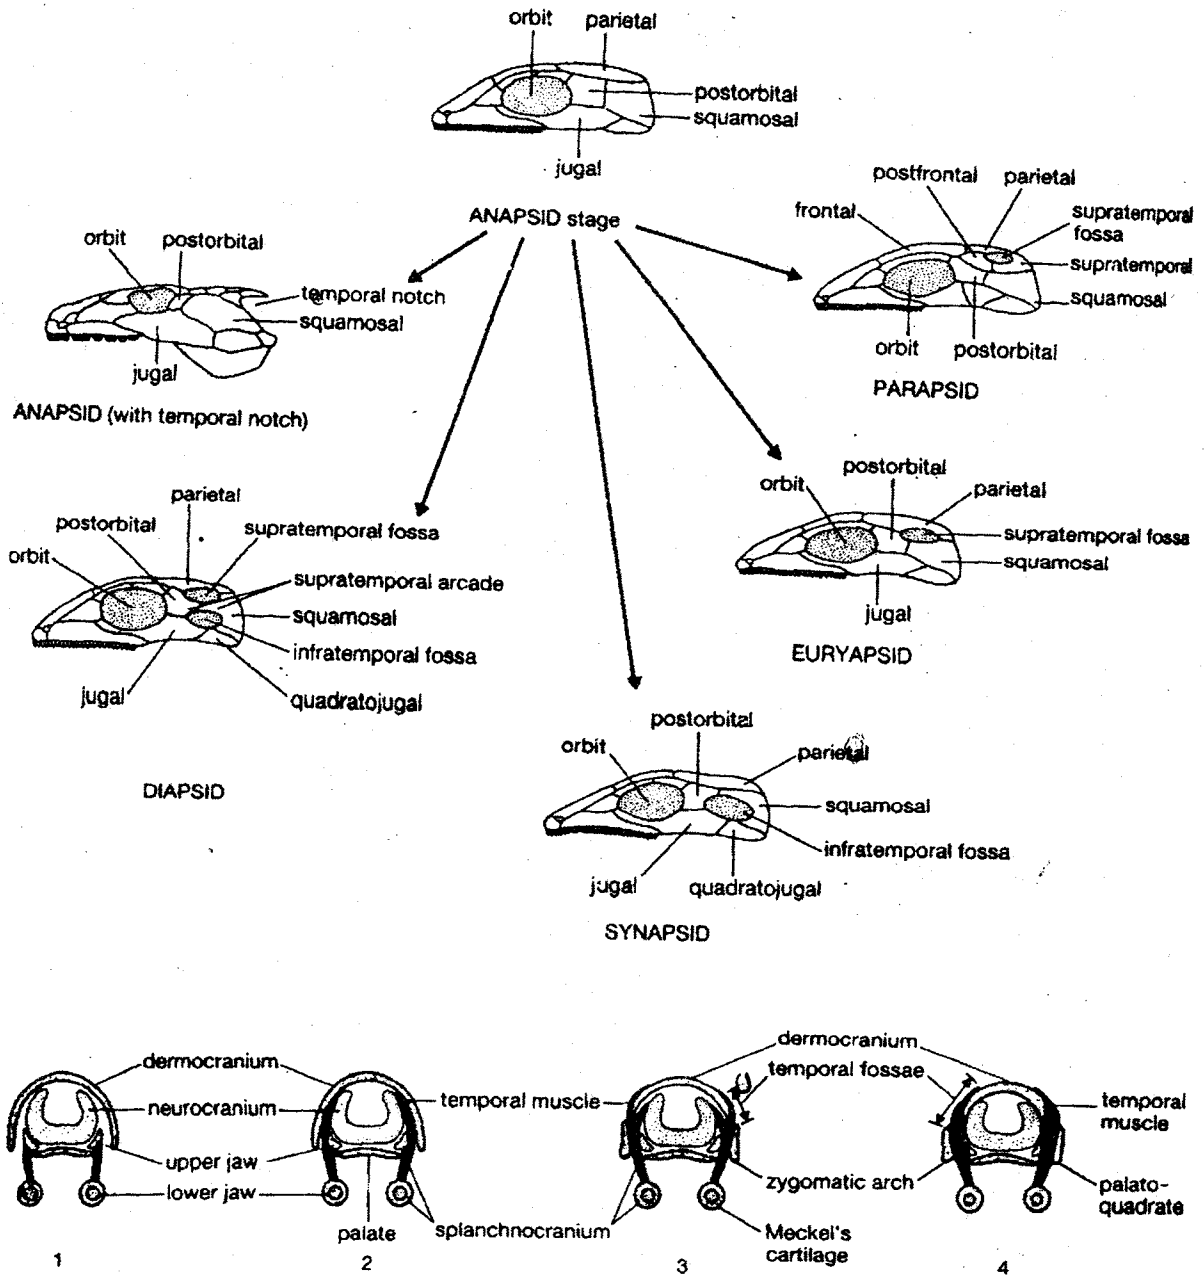 orbit
parietal
postorbital
squamosal
jugal
ANAPSID stage
orbit
postorbital
temporal notch
squamosal
jugal
ANAPSID (with temporal notch)
postfrontal
parietal
frontal
supratemporal
fossa
supratemporal
squamosal
orbit
postorbital
PARAPSID
parietal
postorbital
supratemporal fossa
orbit
supratemporal arcade
squamosal
infratemporal fossa
jugal
quadratojugal
DIAPSID
postorbital
orbit
parietal
supratemporal fossa
squamosal
jugal
EURYAPSID
postorbital
orbit
parietal
squamosal
infratemporal fossa
jugal
quadratojugal
SYNAPSID
dermocranium
neurocranium
upper jaw
lower jaw
temporal muscle
palate
splanchnocranium
dermocranium
temporal fossae
zygomatic arch
Meckel's
cartilage
temporal
muscle
palato-
quadrate
1
2
3
4